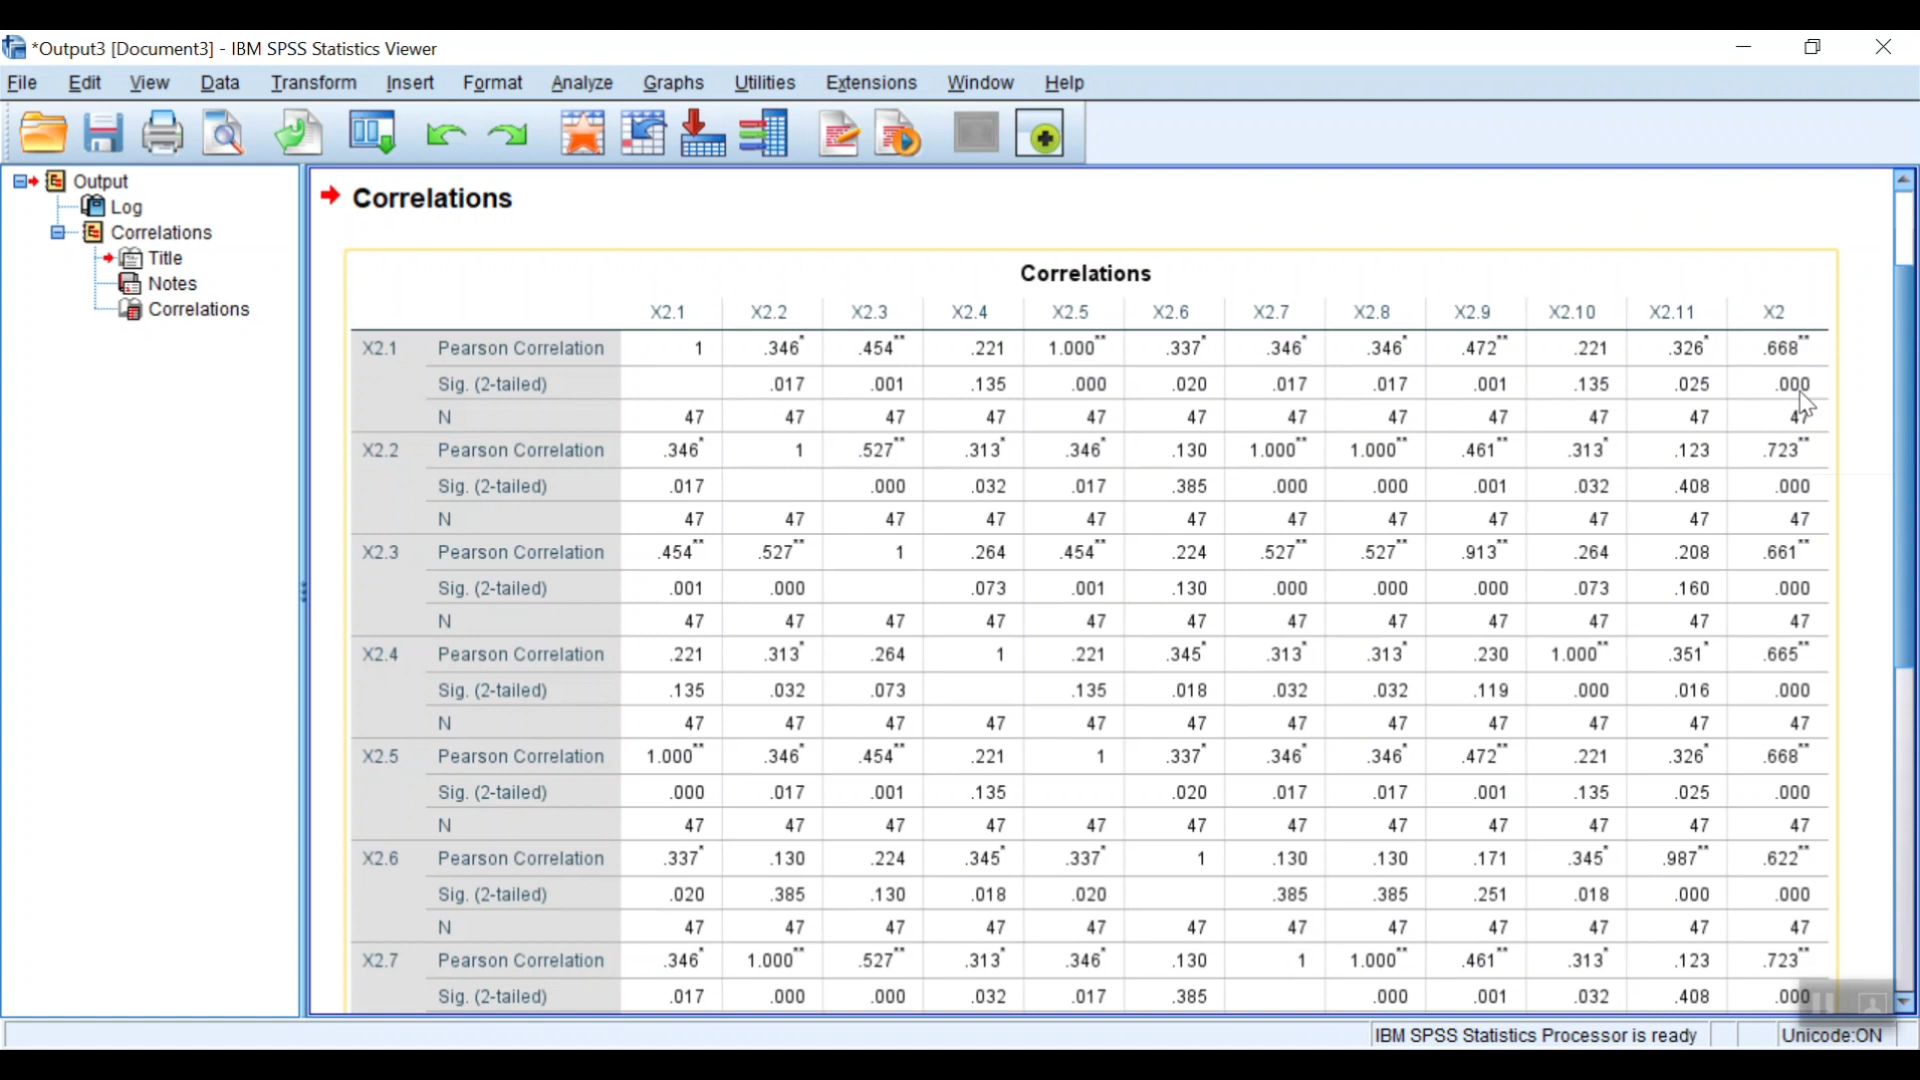 *Output3 [Document3] - IBM SPSS Statistics Viewer
File Edit View Data Transform Insert Format Analyze Graphs Utilities Extensions Window Help
Output
Log
Correlations
Title
Notes
Correlations
Correlations
Correlations
X2.1 X2.2 X2.3 X2.4 X2.5 X2.6 X2.7 X2.8 X2.9 X2.10 X2.11 X2
X2.1 Pearson Correlation 1 .346* .454** .221 1.000** .337* .346* .346* .472** .221 .326* .668**
Sig. (2-tailed) .017 .001 .135 .000 .020 .017 .017 .001 .135 .025 .000
N 47 47 47 47 47 47 47 47 47 47 47 47
X2.2 Pearson Correlation .346* 1 .527** .313* .346* .130 1.000** 1.000** .461** .313* .123 .723**
Sig. (2-tailed) .017 .000 .032 .017 .385 .000 .000 .001 .032 .408 .000
N 47 47 47 47 47 47 47 47 47 47 47 47
X2.3 Pearson Correlation .454** .527** 1 .264 .454** .224 .527** .527** .913** .264 .208 .661**
Sig. (2-tailed) .001 .000 .073 .001 .130 .000 .000 .000 .073 .160 .000
N 47 47 47 47 47 47 47 47 47 47 47 47
X2.4 Pearson Correlation .221 .313* .264 1 .221 .345* .313* .313* .230 1.000** .351* .665**
Sig. (2-tailed) .135 .032 .073 .135 .018 .032 .032 .119 .000 .016 .000
N 47 47 47 47 47 47 47 47 47 47 47 47
X2.5 Pearson Correlation 1.000** .346* .454** .221 1 .337* .346* .346* .472** .221 .326* .668**
Sig. (2-tailed) .000 .017 .001 .135 .020 .017 .017 .001 .135 .025 .000
N 47 47 47 47 47 47 47 47 47 47 47 47
X2.6 Pearson Correlation .337* .130 .224 .345* .337* 1 .130 .130 .171 .345* .987** .622**
Sig. (2-tailed) .020 .385 .130 .018 .020 .385 .385 .251 .018 .000 .000
N 47 47 47 47 47 47 47 47 47 47 47 47
X2.7 Pearson Correlation .346* 1.000** .527** .313* .346* .130 1 1.000** .461** .313* .123 .723**
Sig. (2-tailed) .017 .000 .000 .032 .017 .385 .000 .001 .032 .408 .000
IBM SPSS Statistics Processor is ready Unicode:ON